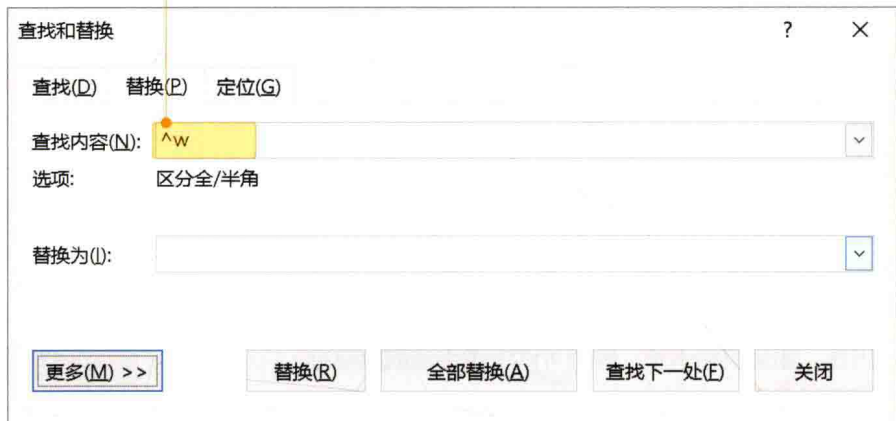 查找和替换 ?
查找(D) 替换(P) 定位(G)
查找内容(N): ^w
选项: 区分全/半角
替换为(I):
更多(M) >> 替换(R) 全部替换(A) 查找下一处(F) 关闭